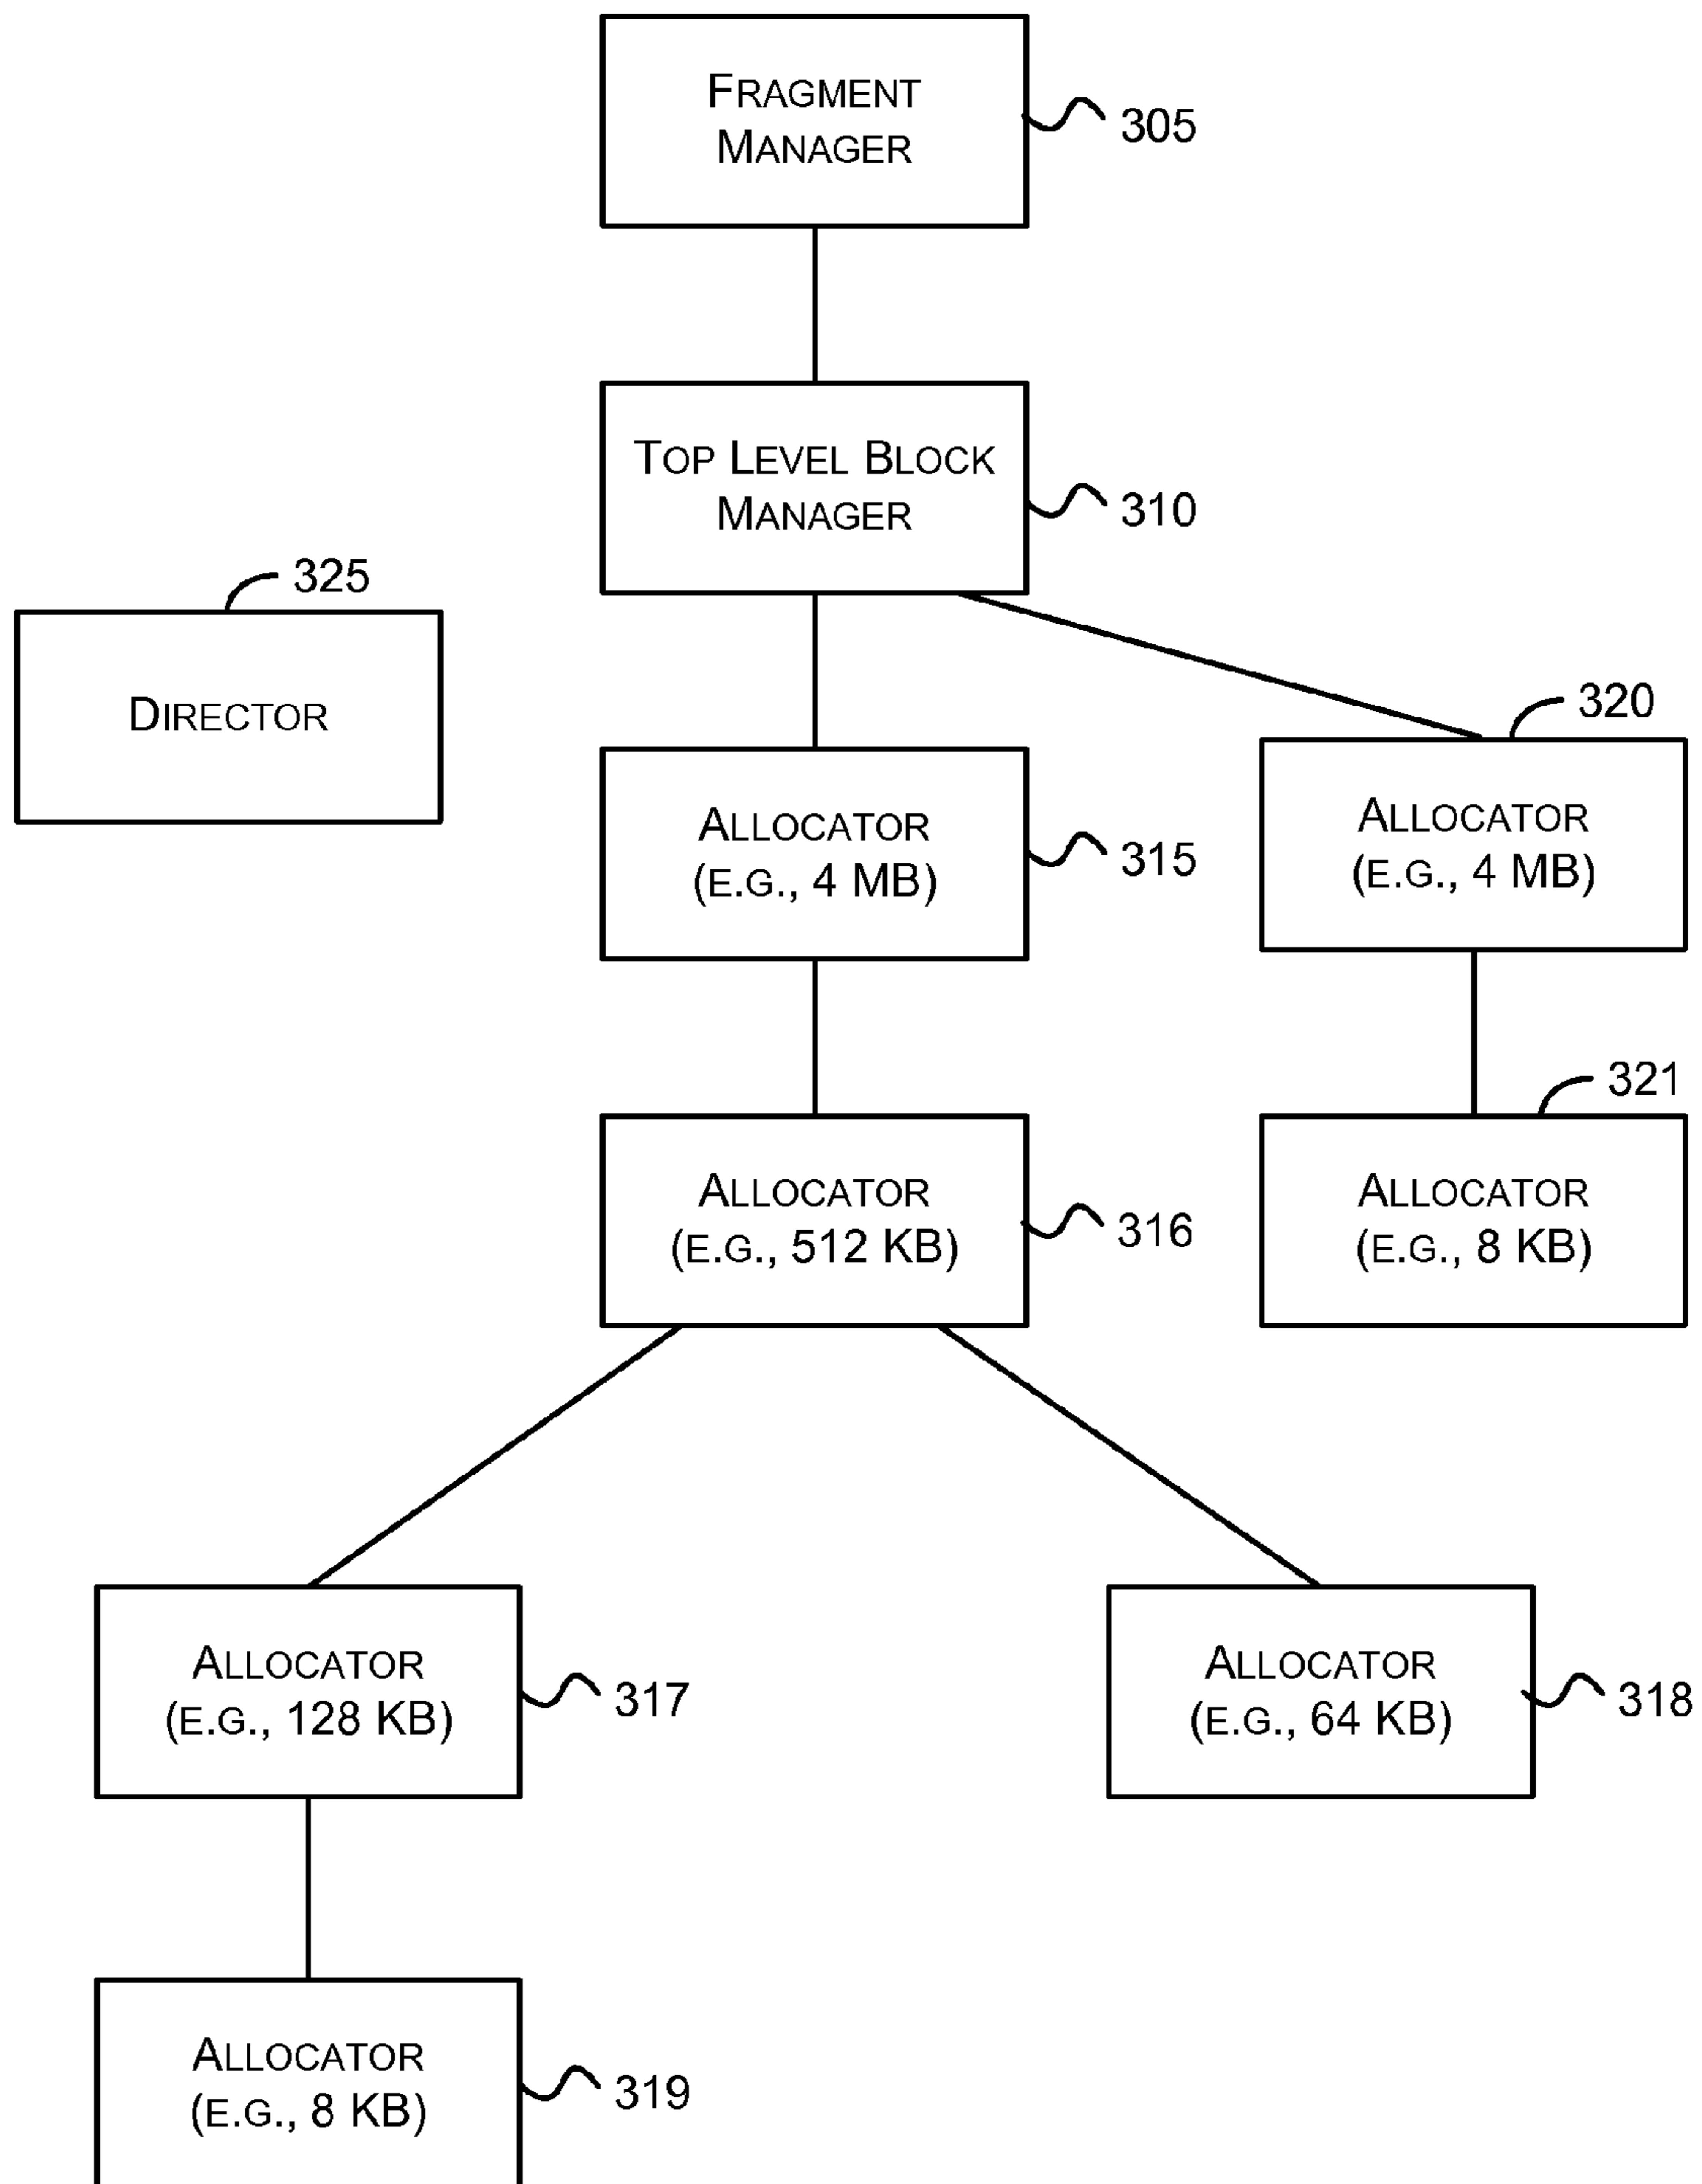 FRAGMENT
MANAGER
305
TOP LEVEL BLOCK
MANAGER
310
325
DIRECTOR
320
ALLOCATOR
(E.G., 4 MB)
315
ALLOCATOR
(E.G., 4 MB)
321
ALLOCATOR
(E.G., 512 KB)
316
ALLOCATOR
(E.G., 8 KB)
ALLOCATOR
(E.G., 128 KB)
317
ALLOCATOR
(E.G., 64 KB)
318
ALLOCATOR
(E.G., 8 KB)
319